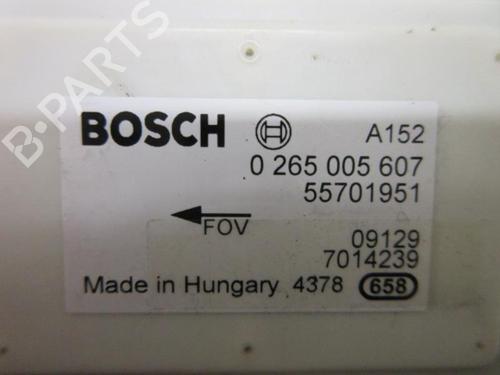 B-PARTS
BOSCH A152
0 265 005 607
55701951
FOV
09129
7014239
Made in Hungary 4378 658